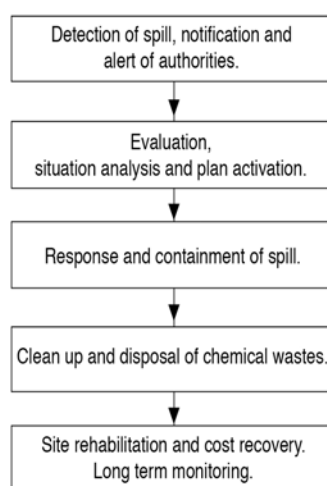 Detection of spill, notification and
alert of authorities.
Evaluation,
situation analysis and plan activation.
Response and containment of spill.
Clean up and disposal of chemical wastes.
Site rehabilitation and cost recovery.
Long term monitoring.